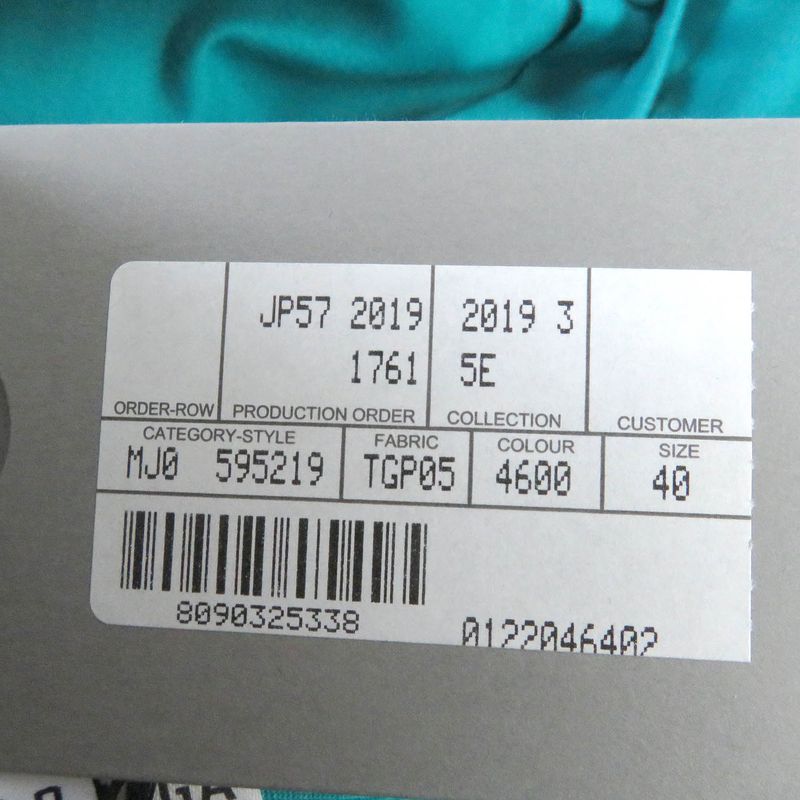 JP57 2019
1761
2019 3
5E
ORDER-ROW PRODUCTION ORDER COLLECTION CUSTOMER
CATEGORY-STYLE FABRIC COLOUR SIZE
MJ0 595219 TGP05 4600 40
8090325338
0122046402